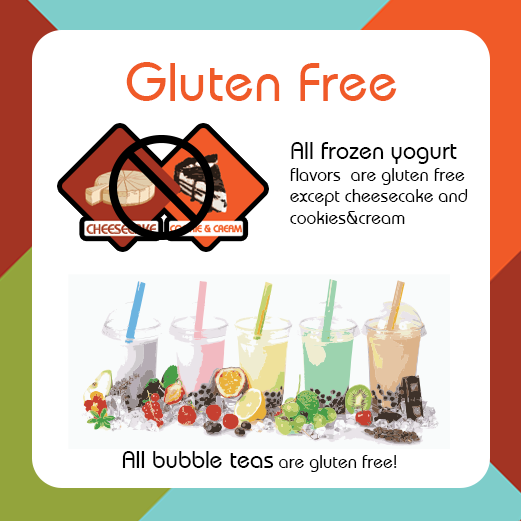 Gluten Free
CHEESECAKE
COOKIE & CREAM
All frozen yogurt
flavors are gluten free
except cheesecake and
cookies&cream
All bubble teas are gluten free!